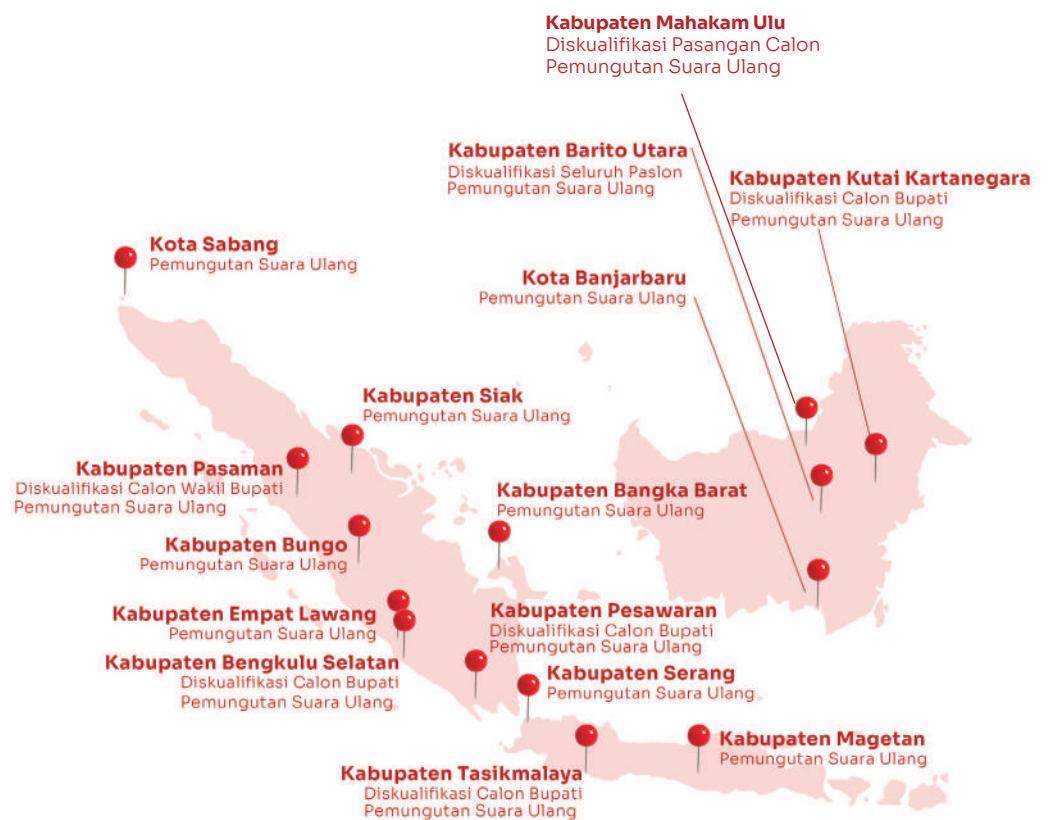 Kabupaten Mahakam Ulu
Diskualifikasi Pasangan Calon
Pemungutan Suara Ulang
Kabupaten Barito Utara
Diskualifikasi Seluruh Paslon
Pemungutan Suara Ulang
Kabupaten Kutai Kartanegara
Diskualifikasi Calon Bupati
Pemungutan Suara Ulang
Kota Sabang
Pemungutan Suara Ulang
Kota Banjarbaru
Pemungutan Suara Ulang
Kabupaten Siak
Pemungutan Suara Ulang
Kabupaten Pasaman
Diskualifikasi Calon Wakil Bupati
Pemungutan Suara Ulang
Kabupaten Bangka Barat
Pemungutan Suara Ulang
Kabupaten Bungo
Pemungutan Suara Ulang
Kabupaten Empat Lawang
Pemungutan Suara Ulang
Kabupaten Pesawaran
Diskualifikasi Calon Bupati
Pemungutan Suara Ulang
Kabupaten Bengkulu Selatan
Diskualifikasi Calon Bupati
Pemungutan Suara Ulang
Kabupaten Serang
Pemungutan Suara Ulang
Kabupaten Magetan
Pemungutan Suara Ulang
Kabupaten Tasikmalaya
Diskualifikasi Calon Bupati
Pemungutan Suara Ulang